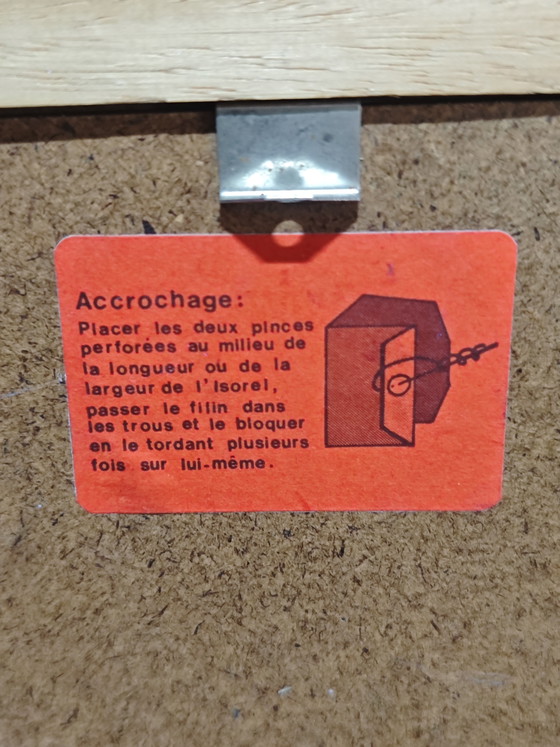 Accrochage:
Placer les deux pinces
perforées au milieu de
la longueur ou de la
largeur de l'Isorel,
passer le filin dans
les trous et le bloquer
en le tordant plusieurs
fois sur lui-même.